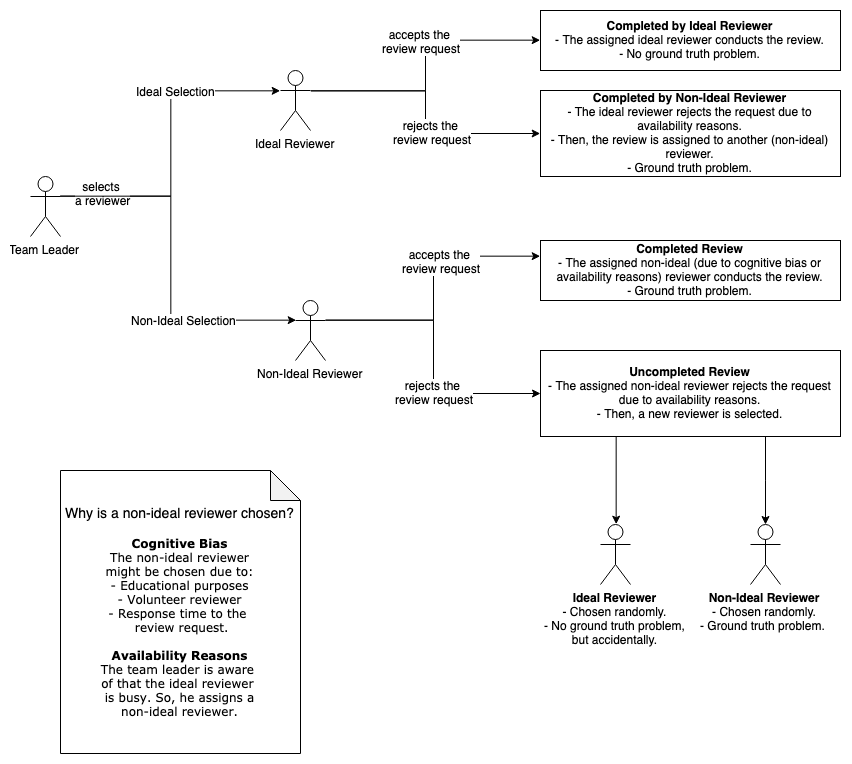 accepts the
review request
Completed by Ideal Reviewer
- The assigned ideal reviewer conducts the review.
- No ground truth problem.
Ideal Selection
Ideal Reviewer
rejects the
review request
Completed by Non-Ideal Reviewer
- The ideal reviewer rejects the request due to
availability reasons.
- Then, the review is assigned to another (non-ideal)
reviewer.
- Ground truth problem.
selects
a reviewer
Team Leader
accepts the
review request
Completed Review
- The assigned non-ideal (due to cognitive bias or
availability reasons) reviewer conducts the review.
- Ground truth problem.
Non-Ideal Selection
Non-Ideal Reviewer
rejects the
review request
Uncompleted Review
- The assigned non-ideal reviewer rejects the request
due to availability reasons.
- Then, a new reviewer is selected.
Ideal Reviewer
- Chosen randomly.
- No ground truth problem,
but accidentally.
Non-Ideal Reviewer
- Chosen randomly.
- Ground truth problem.
Why is a non-ideal reviewer chosen?
Cognitive Bias
The non-ideal reviewer
might be chosen due to:
- Educational purposes
- Volunteer reviewer
- Response time to the
review request.
Availability Reasons
The team leader is aware
of that the ideal reviewer
is busy. So, he assigns a
non-ideal reviewer.